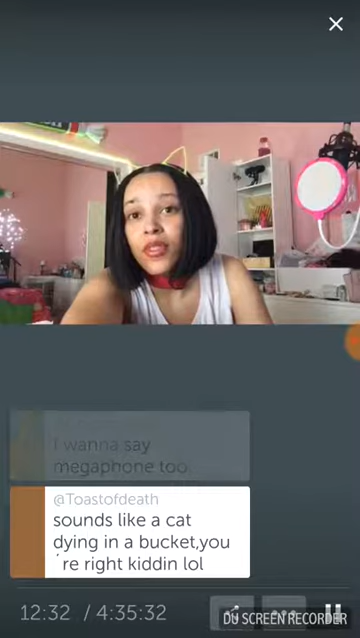 I wanna say
megaphone too
@Toastofdeath
sounds like a cat
dying in a bucket,you
´re right kiddin lol
12:32 / 4:35:32
DU SCREEN RECORDER